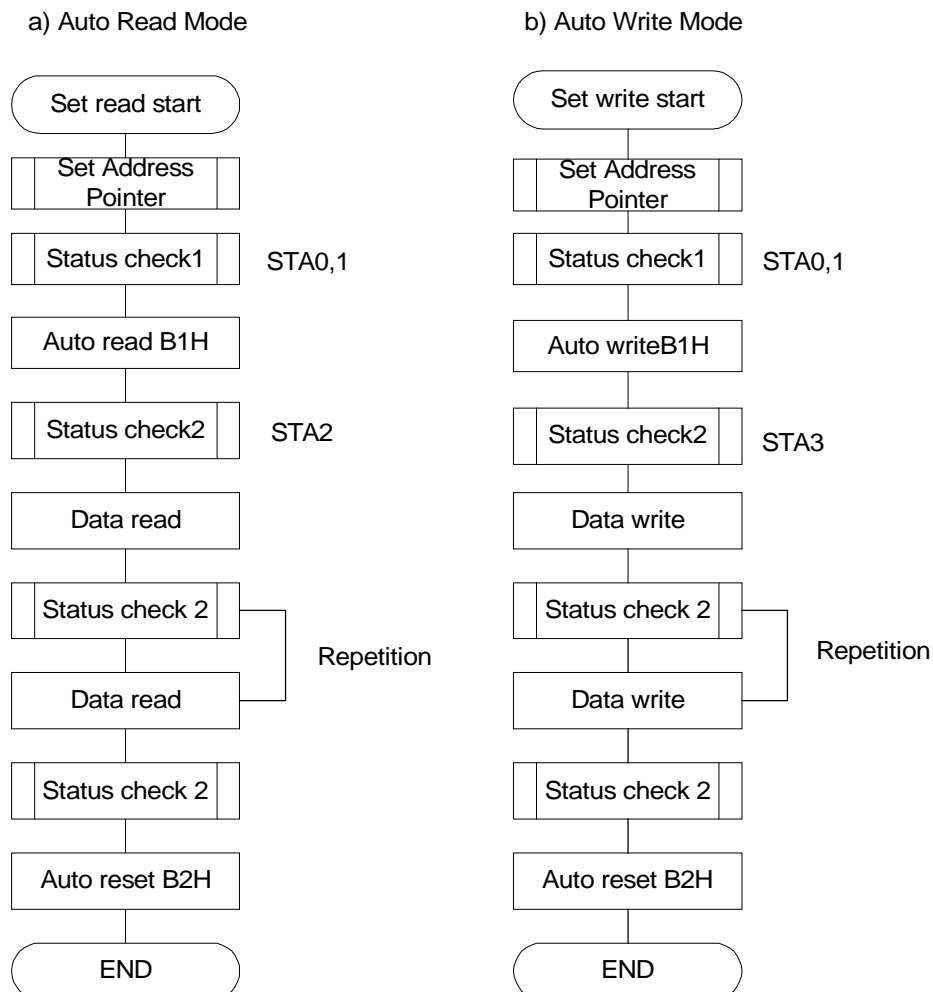 a) Auto Read Mode
Set read start
Set Address
Pointer
Status check1
STA0,1
Auto read B1H
Status check2
STA2
Data read
Status check 2
Repetition
Data read
Status check 2
Auto reset B2H
END
b) Auto Write Mode
Set write start
Set Address
Pointer
Status check1
STA0,1
Auto writeB1H
Status check2
STA3
Data write
Status check 2
Repetition
Data write
Status check 2
Auto reset B2H
END